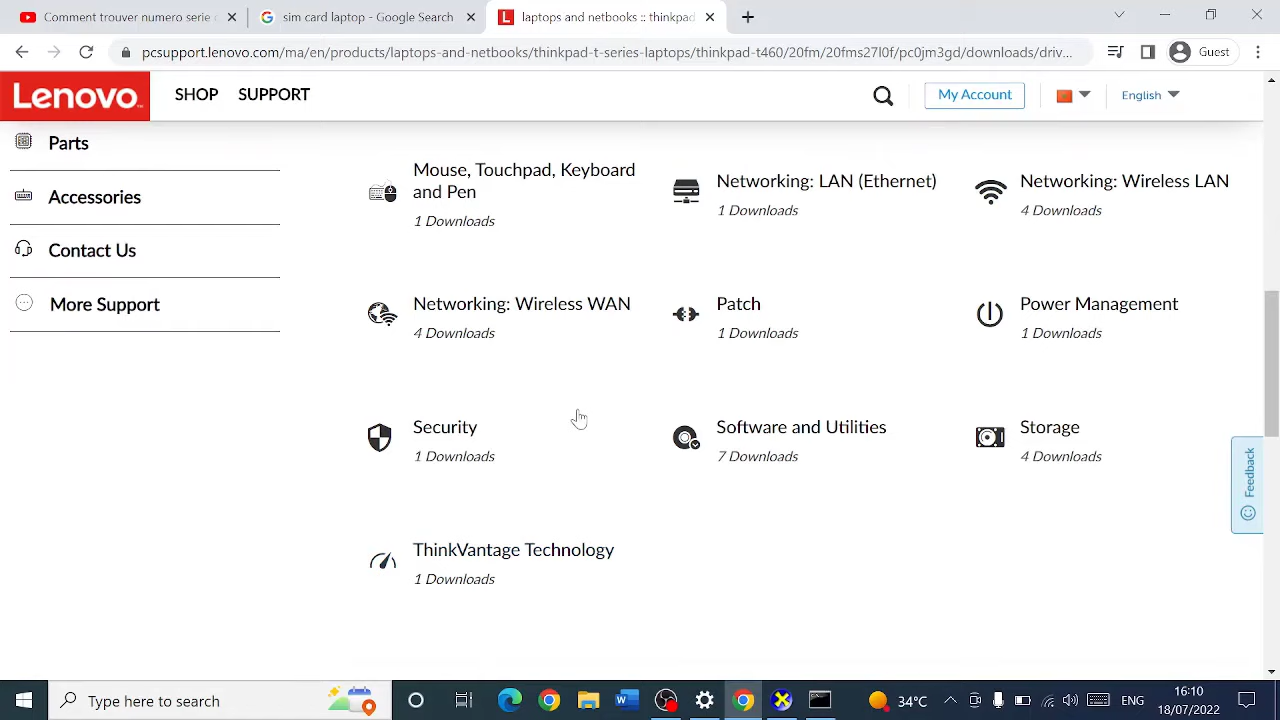 Comment trouver numero serie d
sim card laptop - Google Search
laptops and netbooks :: thinkpad
pcsupport.lenovo.com/ma/en/products/laptops-and-netbooks/thinkpad-t-series-laptops/thinkpad-t460/20fm/20fms27l0f/pc0jm3gd/downloads/driv...
Guest
Lenovo
SHOP
SUPPORT
My Account
English
Parts
Accessories
Contact Us
More Support
Mouse, Touchpad, Keyboard
and Pen
1 Downloads
Networking: LAN (Ethernet)
1 Downloads
Networking: Wireless LAN
4 Downloads
Networking: Wireless WAN
4 Downloads
Patch
1 Downloads
Power Management
1 Downloads
Security
1 Downloads
Software and Utilities
7 Downloads
Storage
4 Downloads
ThinkVantage Technology
1 Downloads
Feedback
Type here to search
34°C
ENG
16:10
18/07/2022